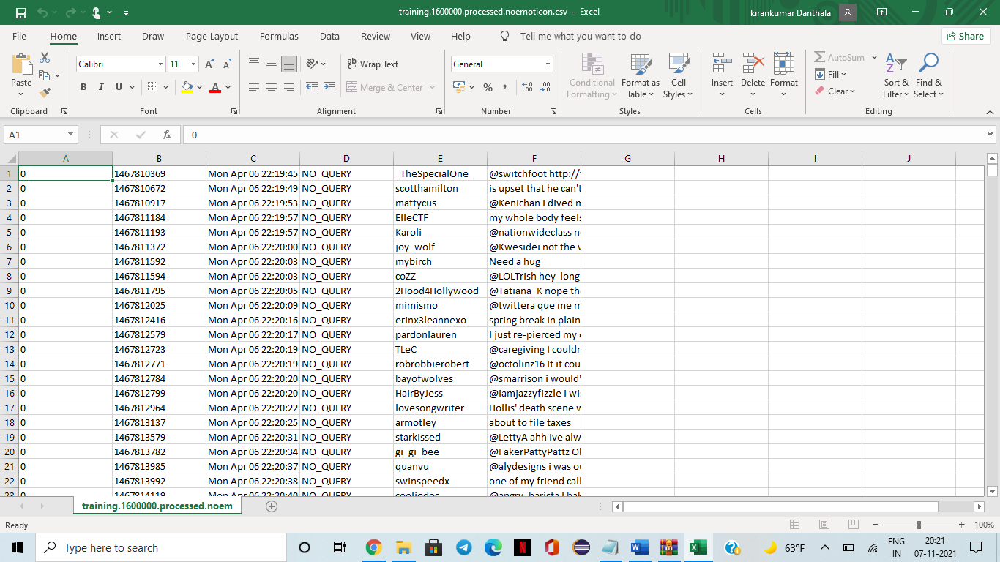 training.1600000.processed.noemoticon.csv - Excel
kirankumar Danthala
File Home Insert Draw Page Layout Formulas Data Review View Help Tell me what you want to do
Share
Paste
Clipboard
Calibri 11
B I U
Font
Wrap Text
Merge & Center
Alignment
General
Number
Conditional Formatting
Format as Table
Cell Styles
Styles
Insert Delete Format
Cells
AutoSum
Fill
Clear
Sort & Filter
Find & Select
Editing
A1 fx 0
A B C D E F G H I J
1 0 1467810369 Mon Apr 06 22:19:45 NO_QUERY _TheSpecialOne_ @switchfoot http://
2 0 1467810672 Mon Apr 06 22:19:49 NO_QUERY scotthamilton is upset that he can't
3 0 1467810917 Mon Apr 06 22:19:53 NO_QUERY mattycus @Kenichan I dived
4 0 1467811184 Mon Apr 06 22:19:57 NO_QUERY ElleCTF my whole body feels
5 0 1467811193 Mon Apr 06 22:19:57 NO_QUERY Karoli @nationwideclass
6 0 1467811372 Mon Apr 06 22:20:00 NO_QUERY joy_wolf @Kwesidei not the
7 0 1467811592 Mon Apr 06 22:20:03 NO_QUERY mybirch Need a hug
8 0 1467811594 Mon Apr 06 22:20:03 NO_QUERY coZZ @LOLTrish hey long
9 0 1467811795 Mon Apr 06 22:20:05 NO_QUERY 2Hood4Hollywood @Tatiana_K nope the
10 0 1467812025 Mon Apr 06 22:20:09 NO_QUERY mimismo @twittera que me m
11 0 1467812416 Mon Apr 06 22:20:16 NO_QUERY erinx3leannexo spring break in plain
12 0 1467812579 Mon Apr 06 22:20:17 NO_QUERY pardonlauren I just re-pierced my
13 0 1467812723 Mon Apr 06 22:20:19 NO_QUERY TLeC @caregiving I couldn
14 0 1467812771 Mon Apr 06 22:20:19 NO_QUERY robrobbierobert @octolinz16 It it cou
15 0 1467812784 Mon Apr 06 22:20:20 NO_QUERY bayofwolves @smarrison i would'
16 0 1467812799 Mon Apr 06 22:20:20 NO_QUERY HairByJess @iamjazzyfizzle I wi
17 0 1467812964 Mon Apr 06 22:20:22 NO_QUERY lovesongwriter Hollis' death scene w
18 0 1467813137 Mon Apr 06 22:20:25 NO_QUERY armotley about to file taxes
19 0 1467813579 Mon Apr 06 22:20:31 NO_QUERY starkissed @LettyA ahh ive alw
20 0 1467813782 Mon Apr 06 22:20:34 NO_QUERY gi_gi_bee @FakerPattyPattz O
21 0 1467813985 Mon Apr 06 22:20:37 NO_QUERY quanvu @alydesigns i was ou
22 0 1467813992 Mon Apr 06 22:20:38 NO_QUERY swinspeedx one of my friend call
23 0 1467814119 Mon Apr 06 22:20:40 NO_QUERY cooliodoc @angry_barista I bak
training.1600000.processed.noem
Ready
100%
Type here to search
63°F
ENG
IN
20:21
07-11-2021